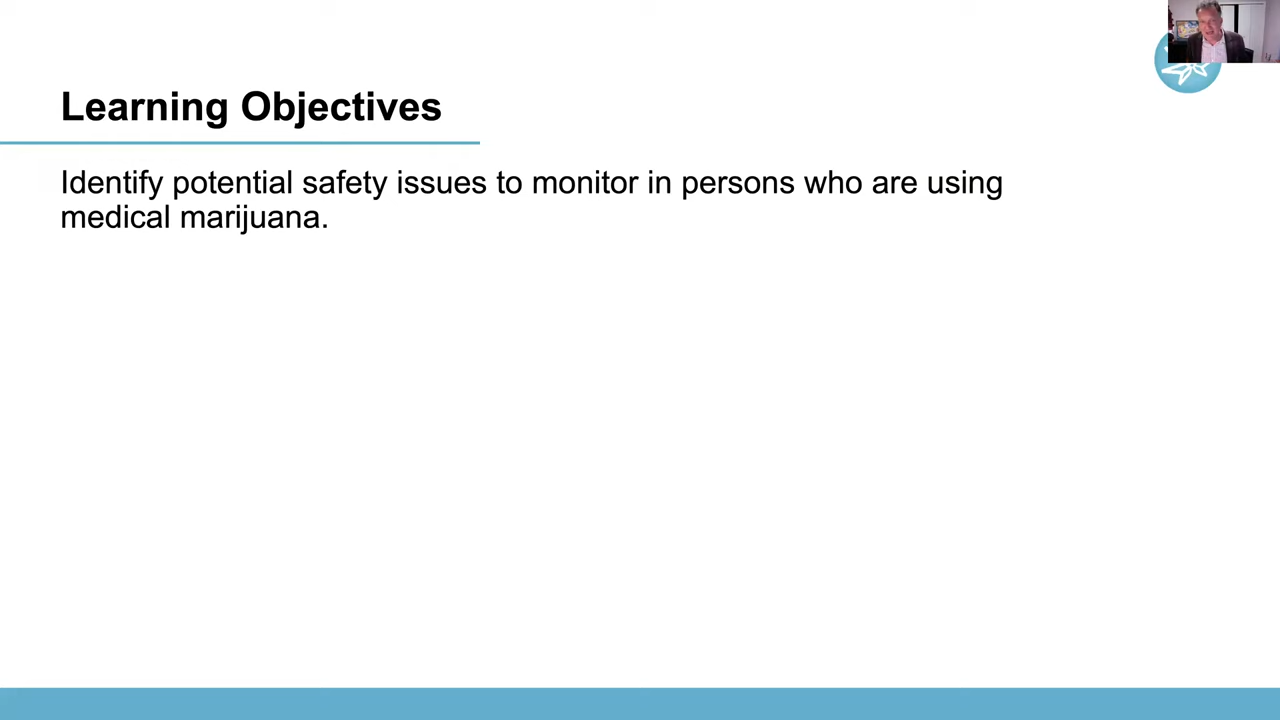 Learning Objectives
Identify potential safety issues to monitor in persons who are using
medical marijuana.